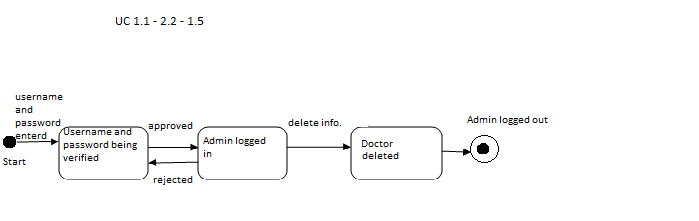 UC 1.1 - 2.2 - 1.5
username
and
password
enterd
Start
Username and
password being
verified
approved
rejected
Admin logged
in
delete info.
Doctor
deleted
Admin logged out